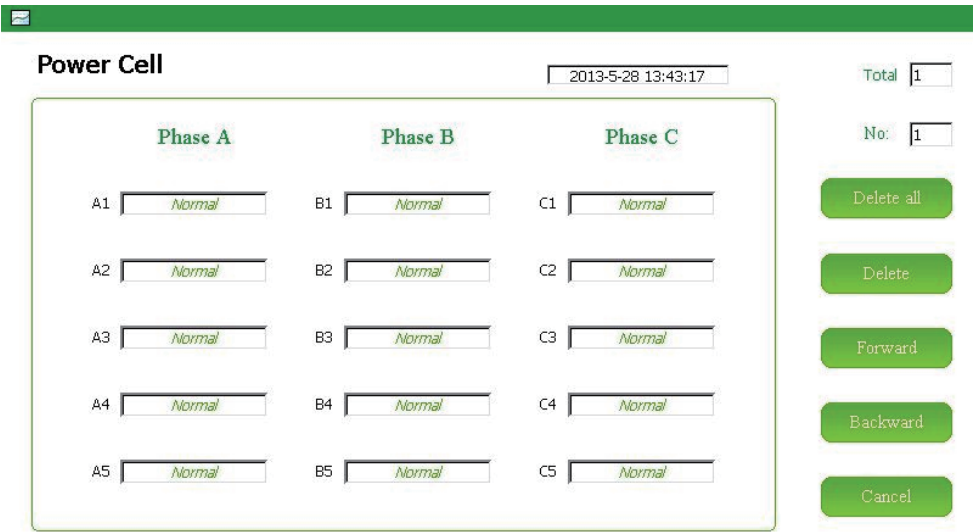 Power Cell
2013-5-28 13:43:17
Total 1
No: 1
Phase A Phase B Phase C
A1 Normal B1 Normal C1 Normal
A2 Normal B2 Normal C2 Normal
A3 Normal B3 Normal C3 Normal
A4 Normal B4 Normal C4 Normal
A5 Normal B5 Normal C5 Normal
Delete all
Delete
Forward
Backward
Cancel